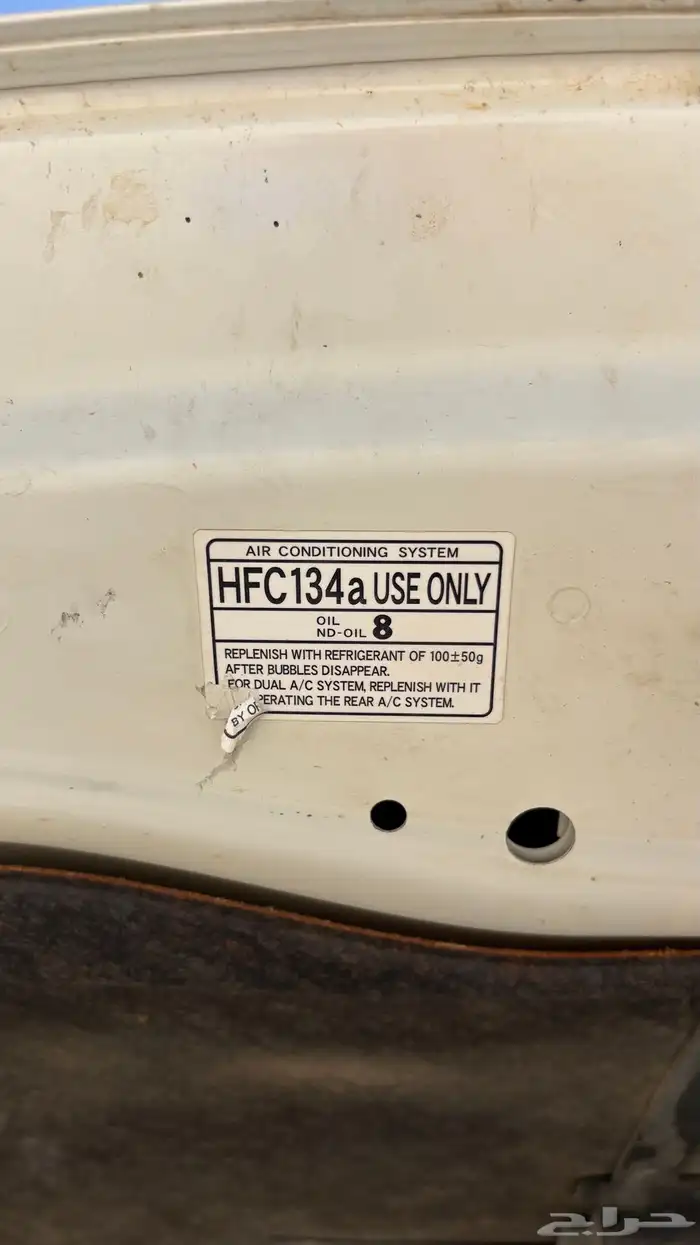 AIR CONDITIONING SYSTEM
HFC134a USE ONLY
OIL
ND-OIL 8
REPLENISH WITH REFRIGERANT OF 100±50g
AFTER BUBBLES DISAPPEAR.
FOR DUAL A/C SYSTEM, REPLENISH WITH IT
BY OPERATING THE REAR A/C SYSTEM.
حراج